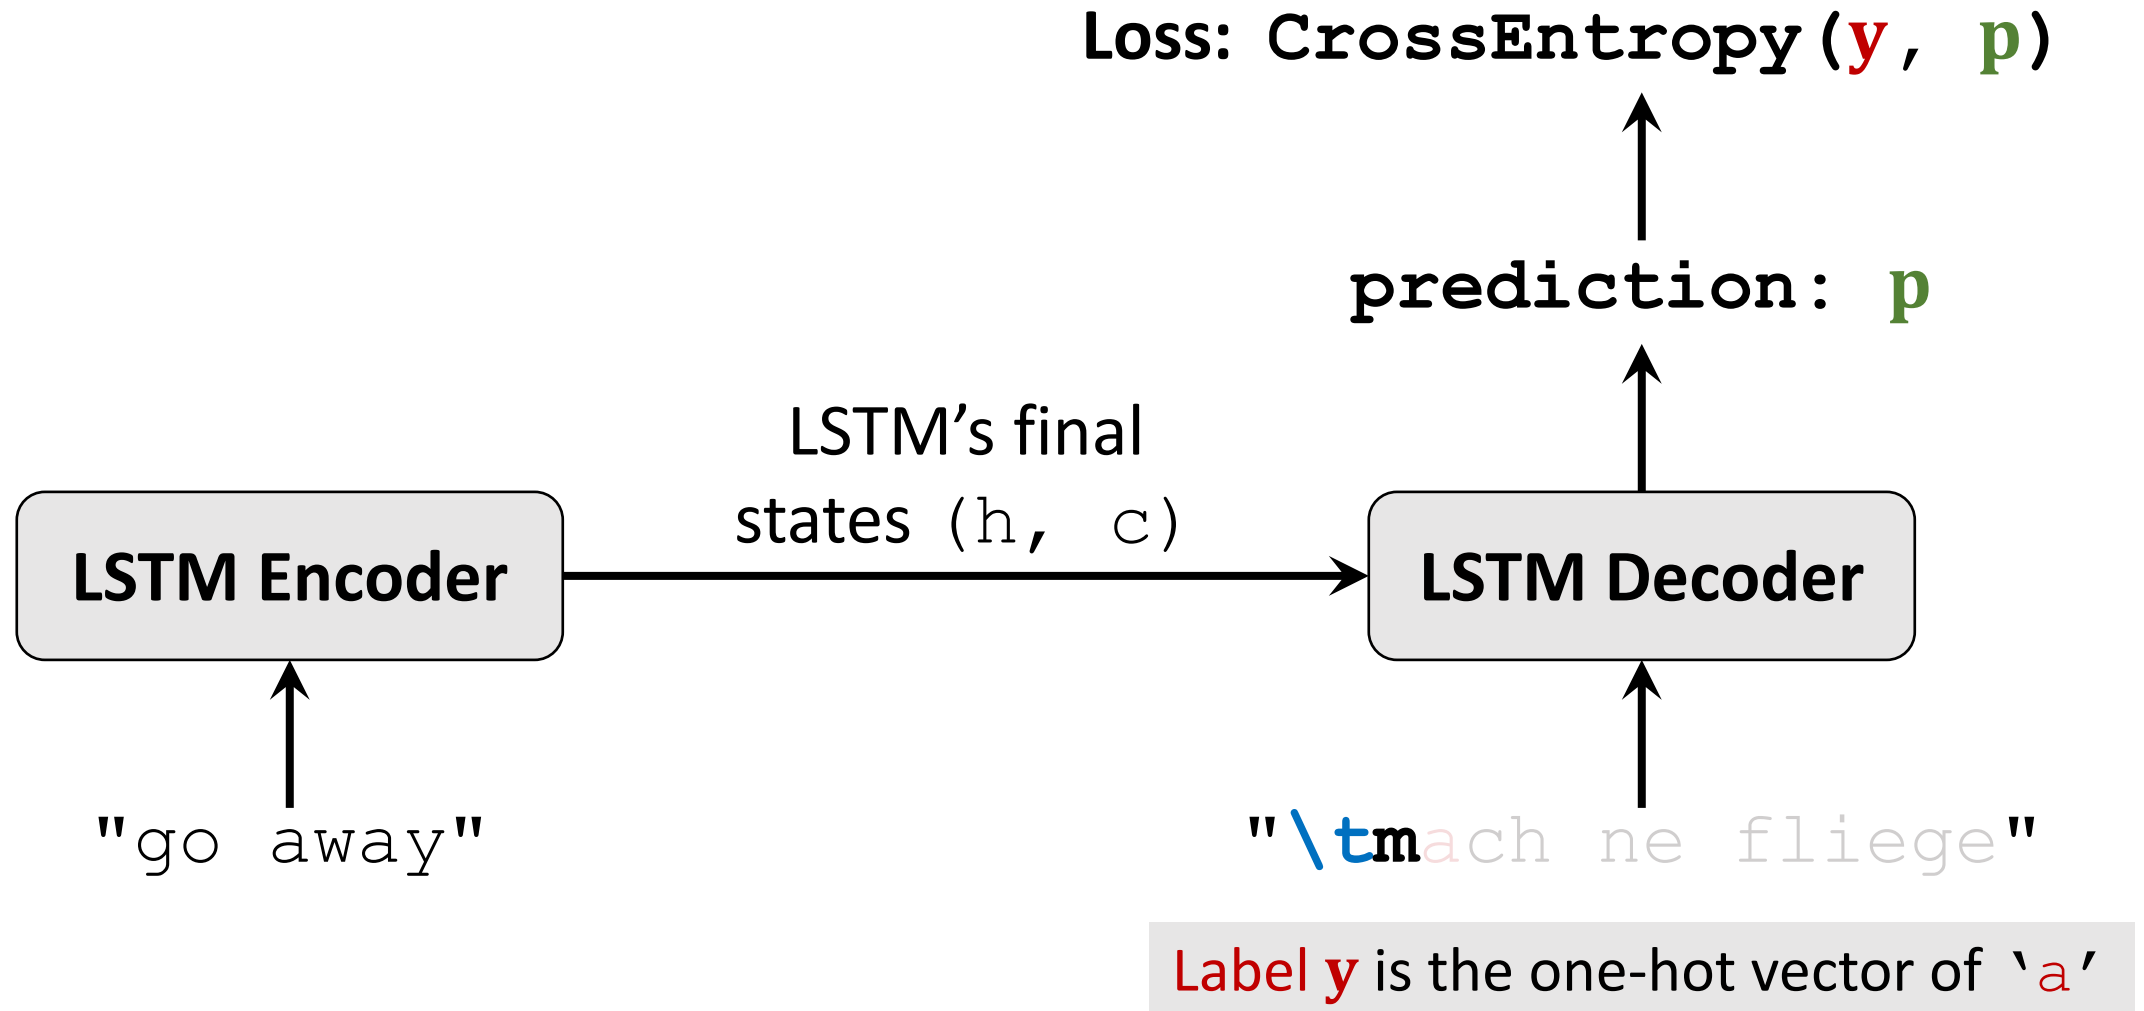 Loss: CrossEntropy(y, p)
prediction: p
LSTM’s final
states (h, c)
LSTM Encoder
LSTM Decoder
"go away"
"\tmach ne fliege"
Label y is the one-hot vector of ‘a’